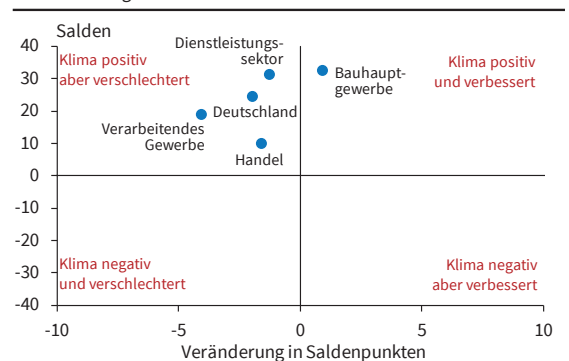 Salden
40
30
20
10
0
-10
-20
-30
-40
Klima positiv
aber verschlechtert
Dienstleistungs-
sektor
Klima positiv
und verbessert
Bauhaupt-
gewerbe
Deutschland
Verarbeitendes
Gewerbe
Handel
Klima negativ
und verschlechtert
Klima negativ
aber verbessert
-10
-5
0
5
10
Veränderung in Saldenpunkten